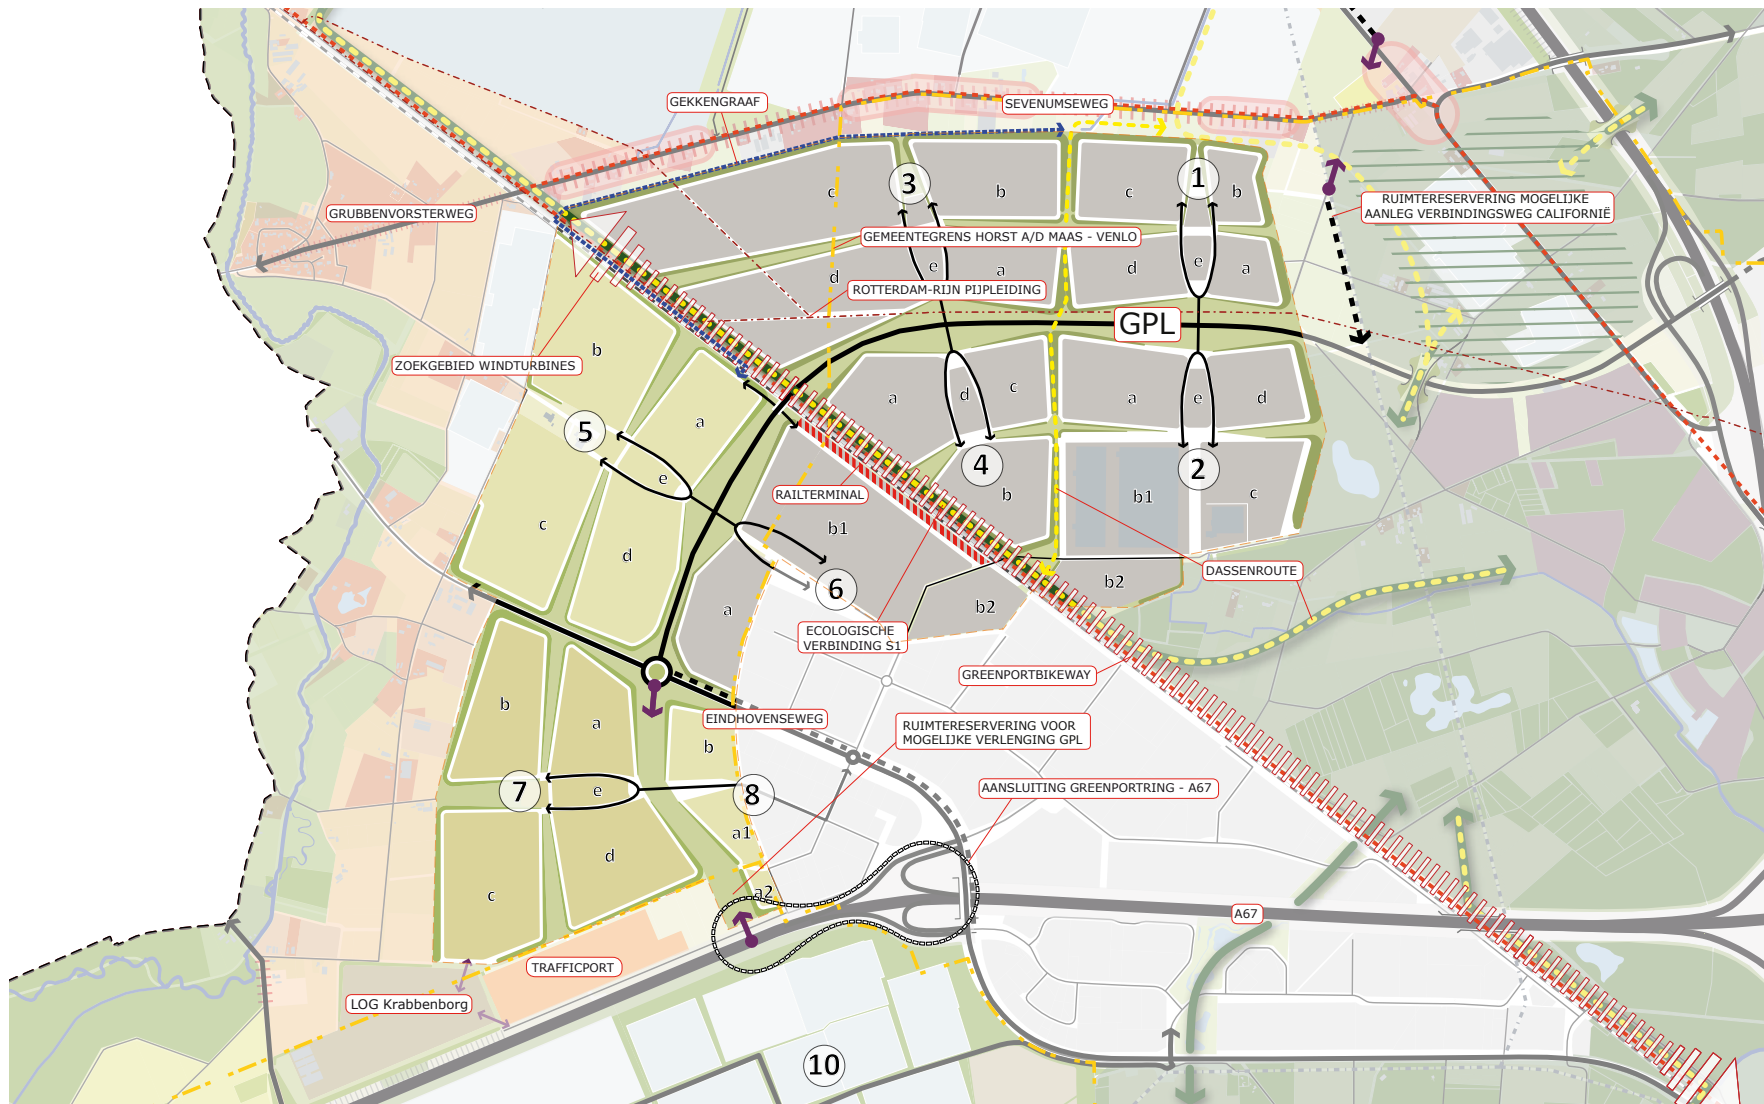 GEKKENGRAAF
SEVENUMSEWEG
GRUBBENVORSTERWEG
c
3
b
c
1
b
RUIMTERESERVERING MOGELIJKE
AANLEG VERBINDINGSWEG CALIFORNIË
GEMEENTEGRENS HORST A/D MAAS - VENLO
d
e
a
d
e
a
ROTTERDAM-RIJN PIJPLEIDING
GPL
ZOEKGEBIED WINDTURBINES
b
a
d
c
a
e
d
5
a
4
2
e
RAILTERMINAL
b
b1
c
c
b1
d
DASSENROUTE
b2
6
a
b2
ECOLOGISCHE
VERBINDING S1
GREENPORTBIKEWAY
b
a
EINDHOVENSEWEG
RUIMTERESERVERING VOOR
MOGELIJKE VERLENGING GPL
b
7
e
8
AANSLUITING GREENPORTRING - A67
a1
d
c
a2
A67
TRAFFICPORT
LOG Krabbenborg
10